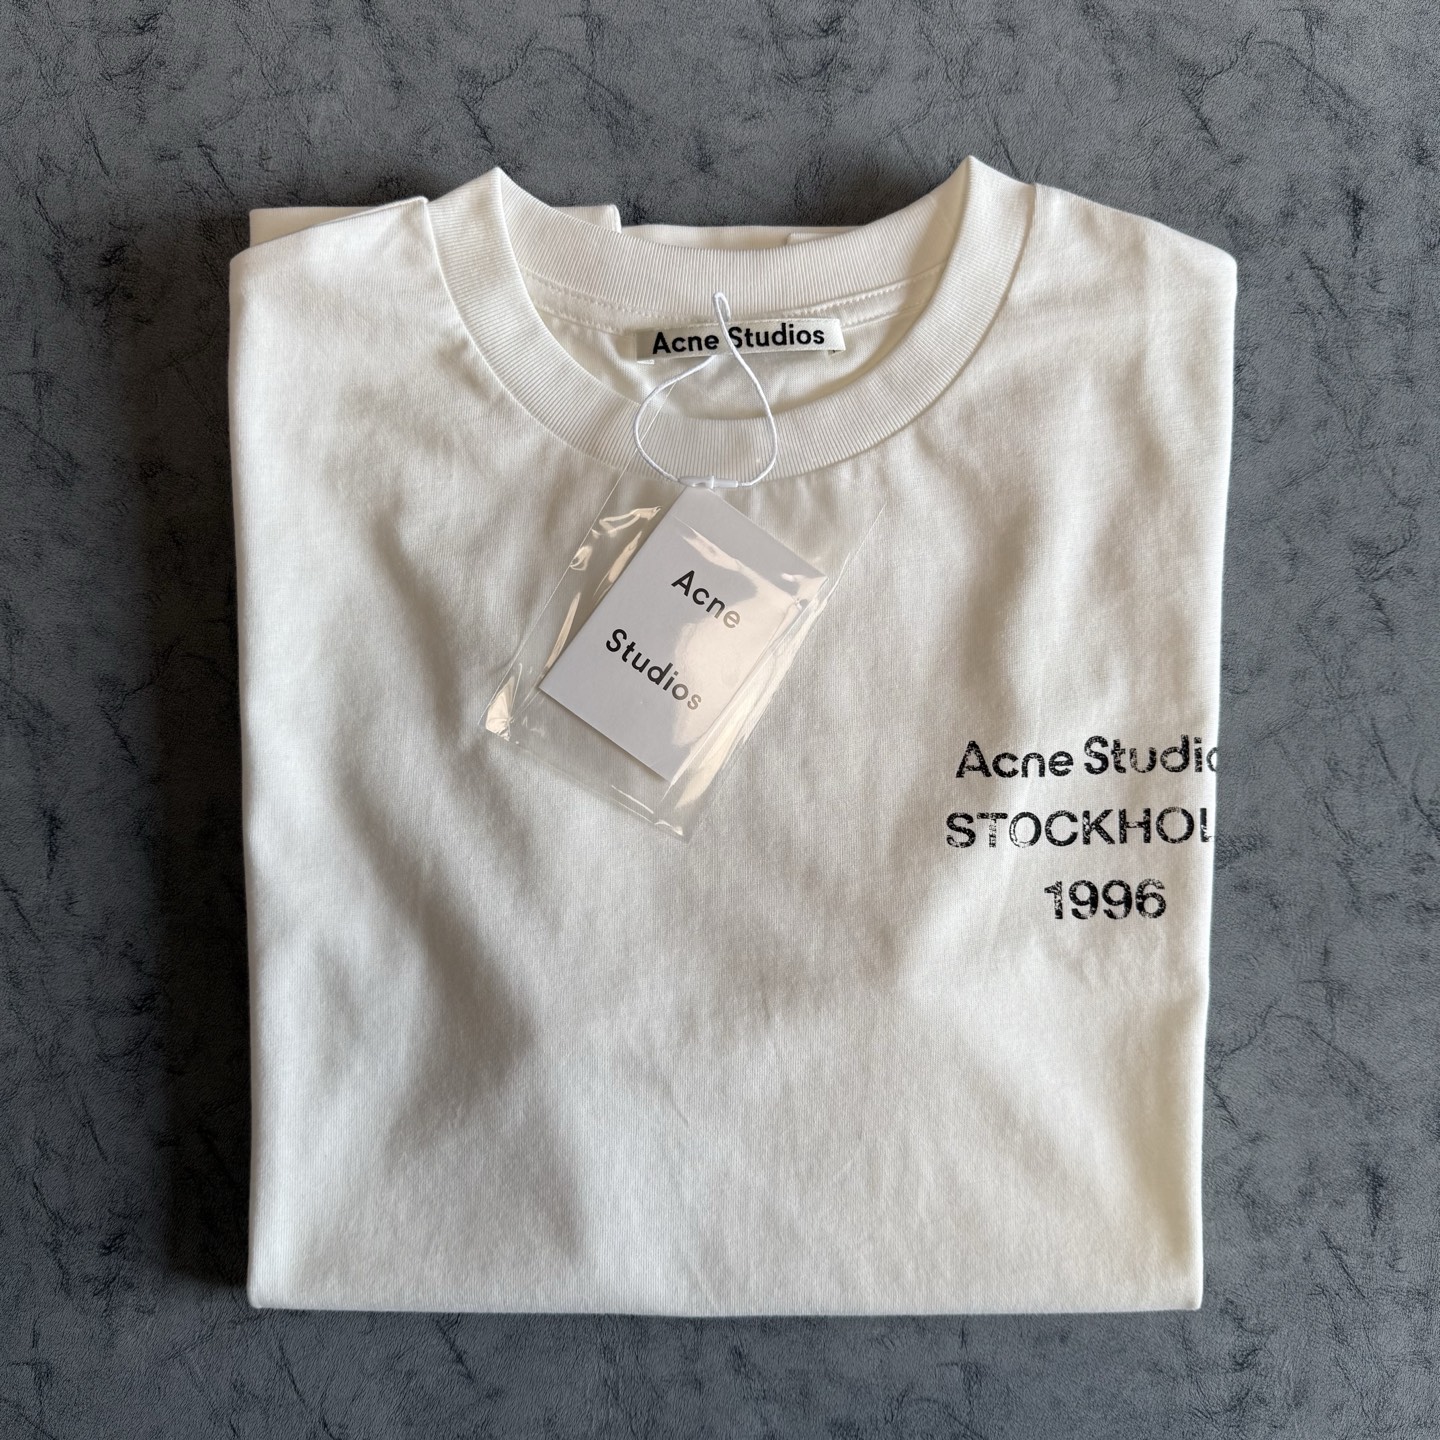 Acne Studios
Acne
Studios
Acne Studio
STOCKHOL
1996